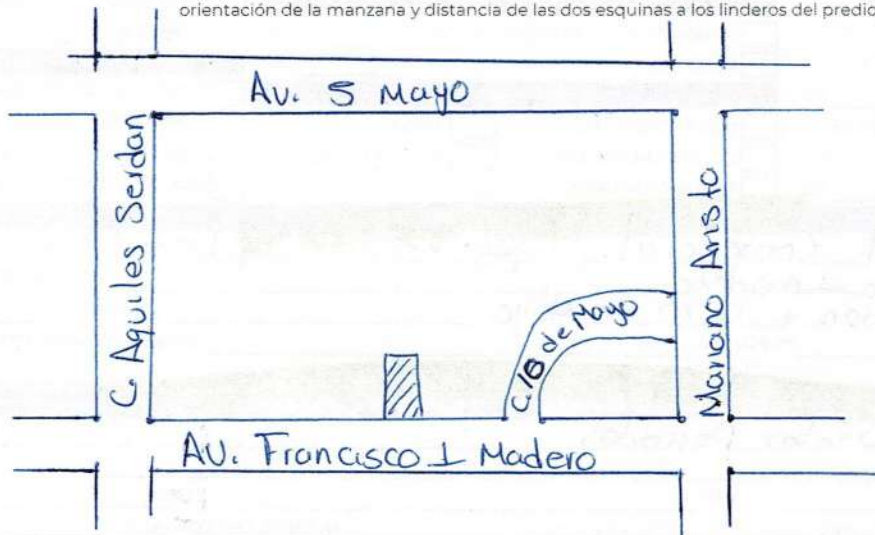 orientación de la manzana y distancia de las dos esquinas a los linderos del predio
Av. 5 Mayo
C. Aquiles Serdan
C. 18 de Mayo
Mariano Arista
AV. Francisco I Madero